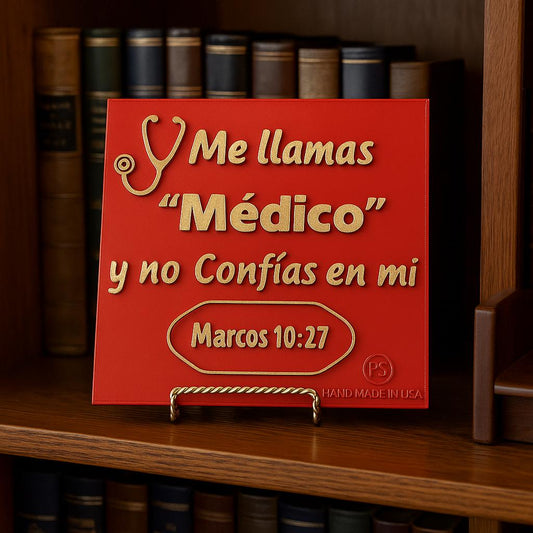 Me llamas
“Médico”
y no Confías en mi
Marcos 10:27
PS
HAND MADE IN USA